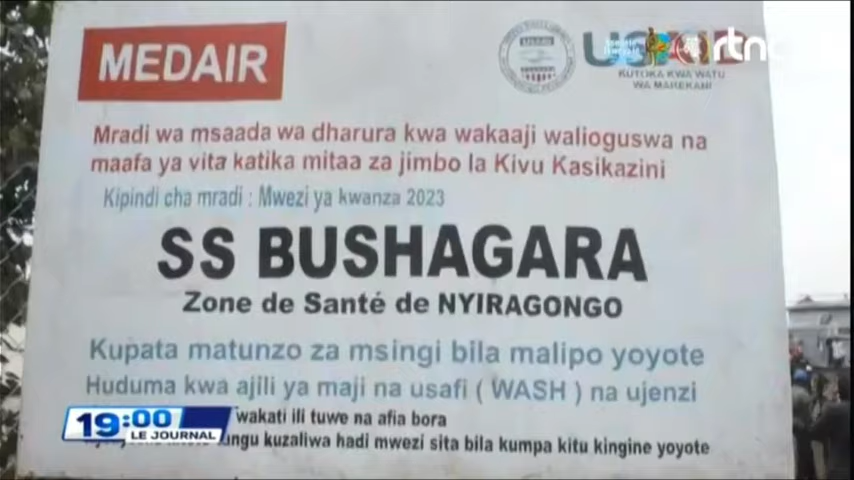 MEDAIR
USAID
KUTOKA KWA WATU
WA MAREKANI
rtnc
Mradi wa msaada wa dharura kwa wakaaji walioguswa na
maafa ya vita katika mitaa za jimbo la Kivu Kasikazini
Kipindi cha mradi : Mwezi ya kwanza 2023
SS BUSHAGARA
Zone de Santé de NYIRAGONGO
Kupata matunzo za msingi bila malipo yoyote
Huduma kwa ajili ya maji na usafi ( WASH ) na ujenzi
wakati ili tuwe na afia bora
kuzaliwa hadi mwezi sita bila kumpa kitu kingine yoyote
19:00
LE JOURNAL